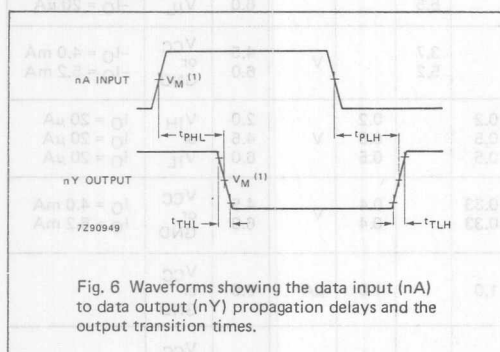 nA INPUT
VM (1)
tPHL
tPLH
nY OUTPUT
VM (1)
tTHL
tTLH
7Z90949
Fig. 6 Waveforms showing the data input (nA)
to data output (nY) propagation delays and the
output transition times.